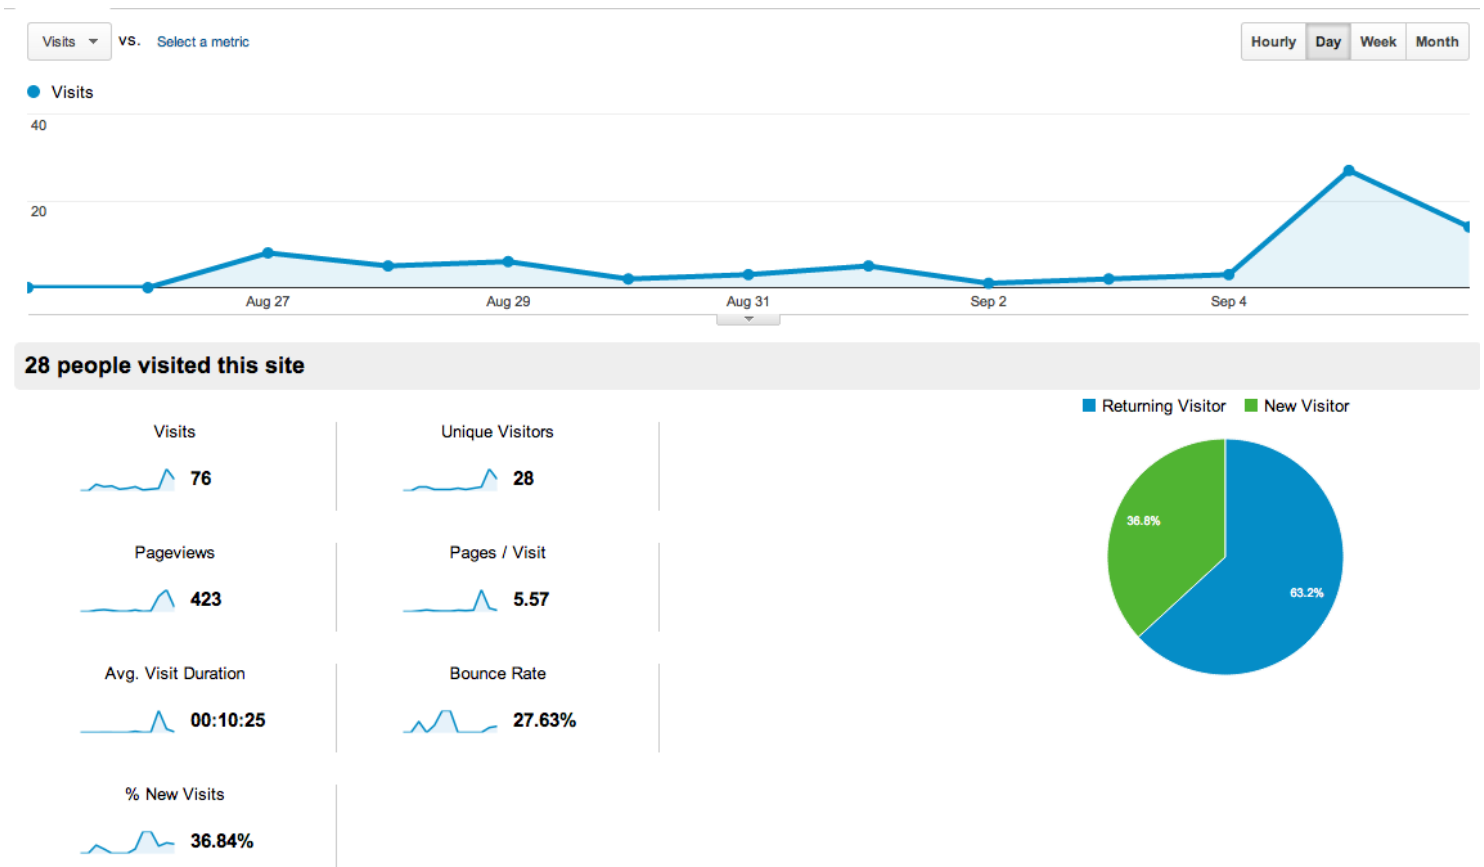 Visits vs. Select a metric Hourly Day Week Month
Visits
40
20
Aug 27 Aug 29 Aug 31 Sep 2 Sep 4
28 people visited this site
Returning Visitor New Visitor
Visits Unique Visitors
76 28
36.8%
Pageviews Pages / Visit
423 5.57
63.2%
Avg. Visit Duration Bounce Rate
00:10:25 27.63%
% New Visits
36.84%